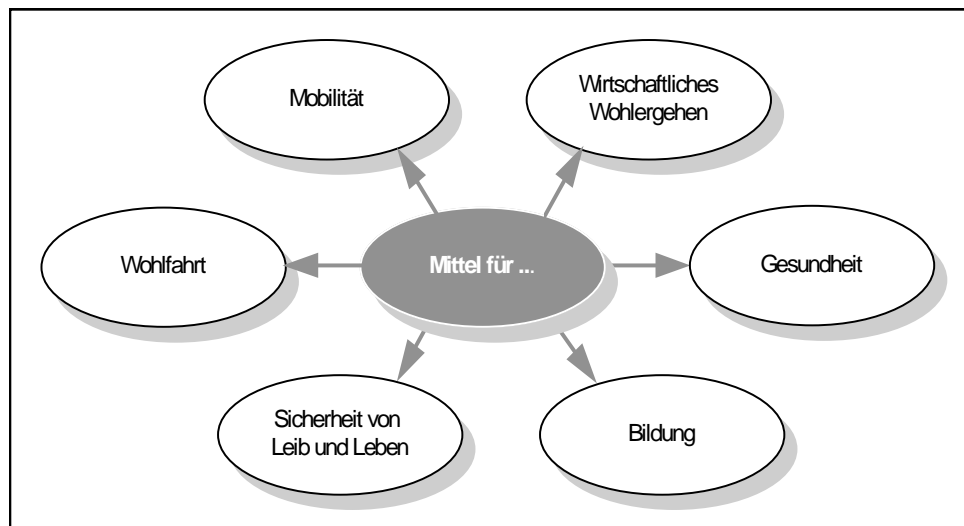 Mobilität
Wirtschaftliches
Wohlergehen
Wohlfahrt
Mittel für ...
Gesundheit
Sicherheit von
Leib und Leben
Bildung